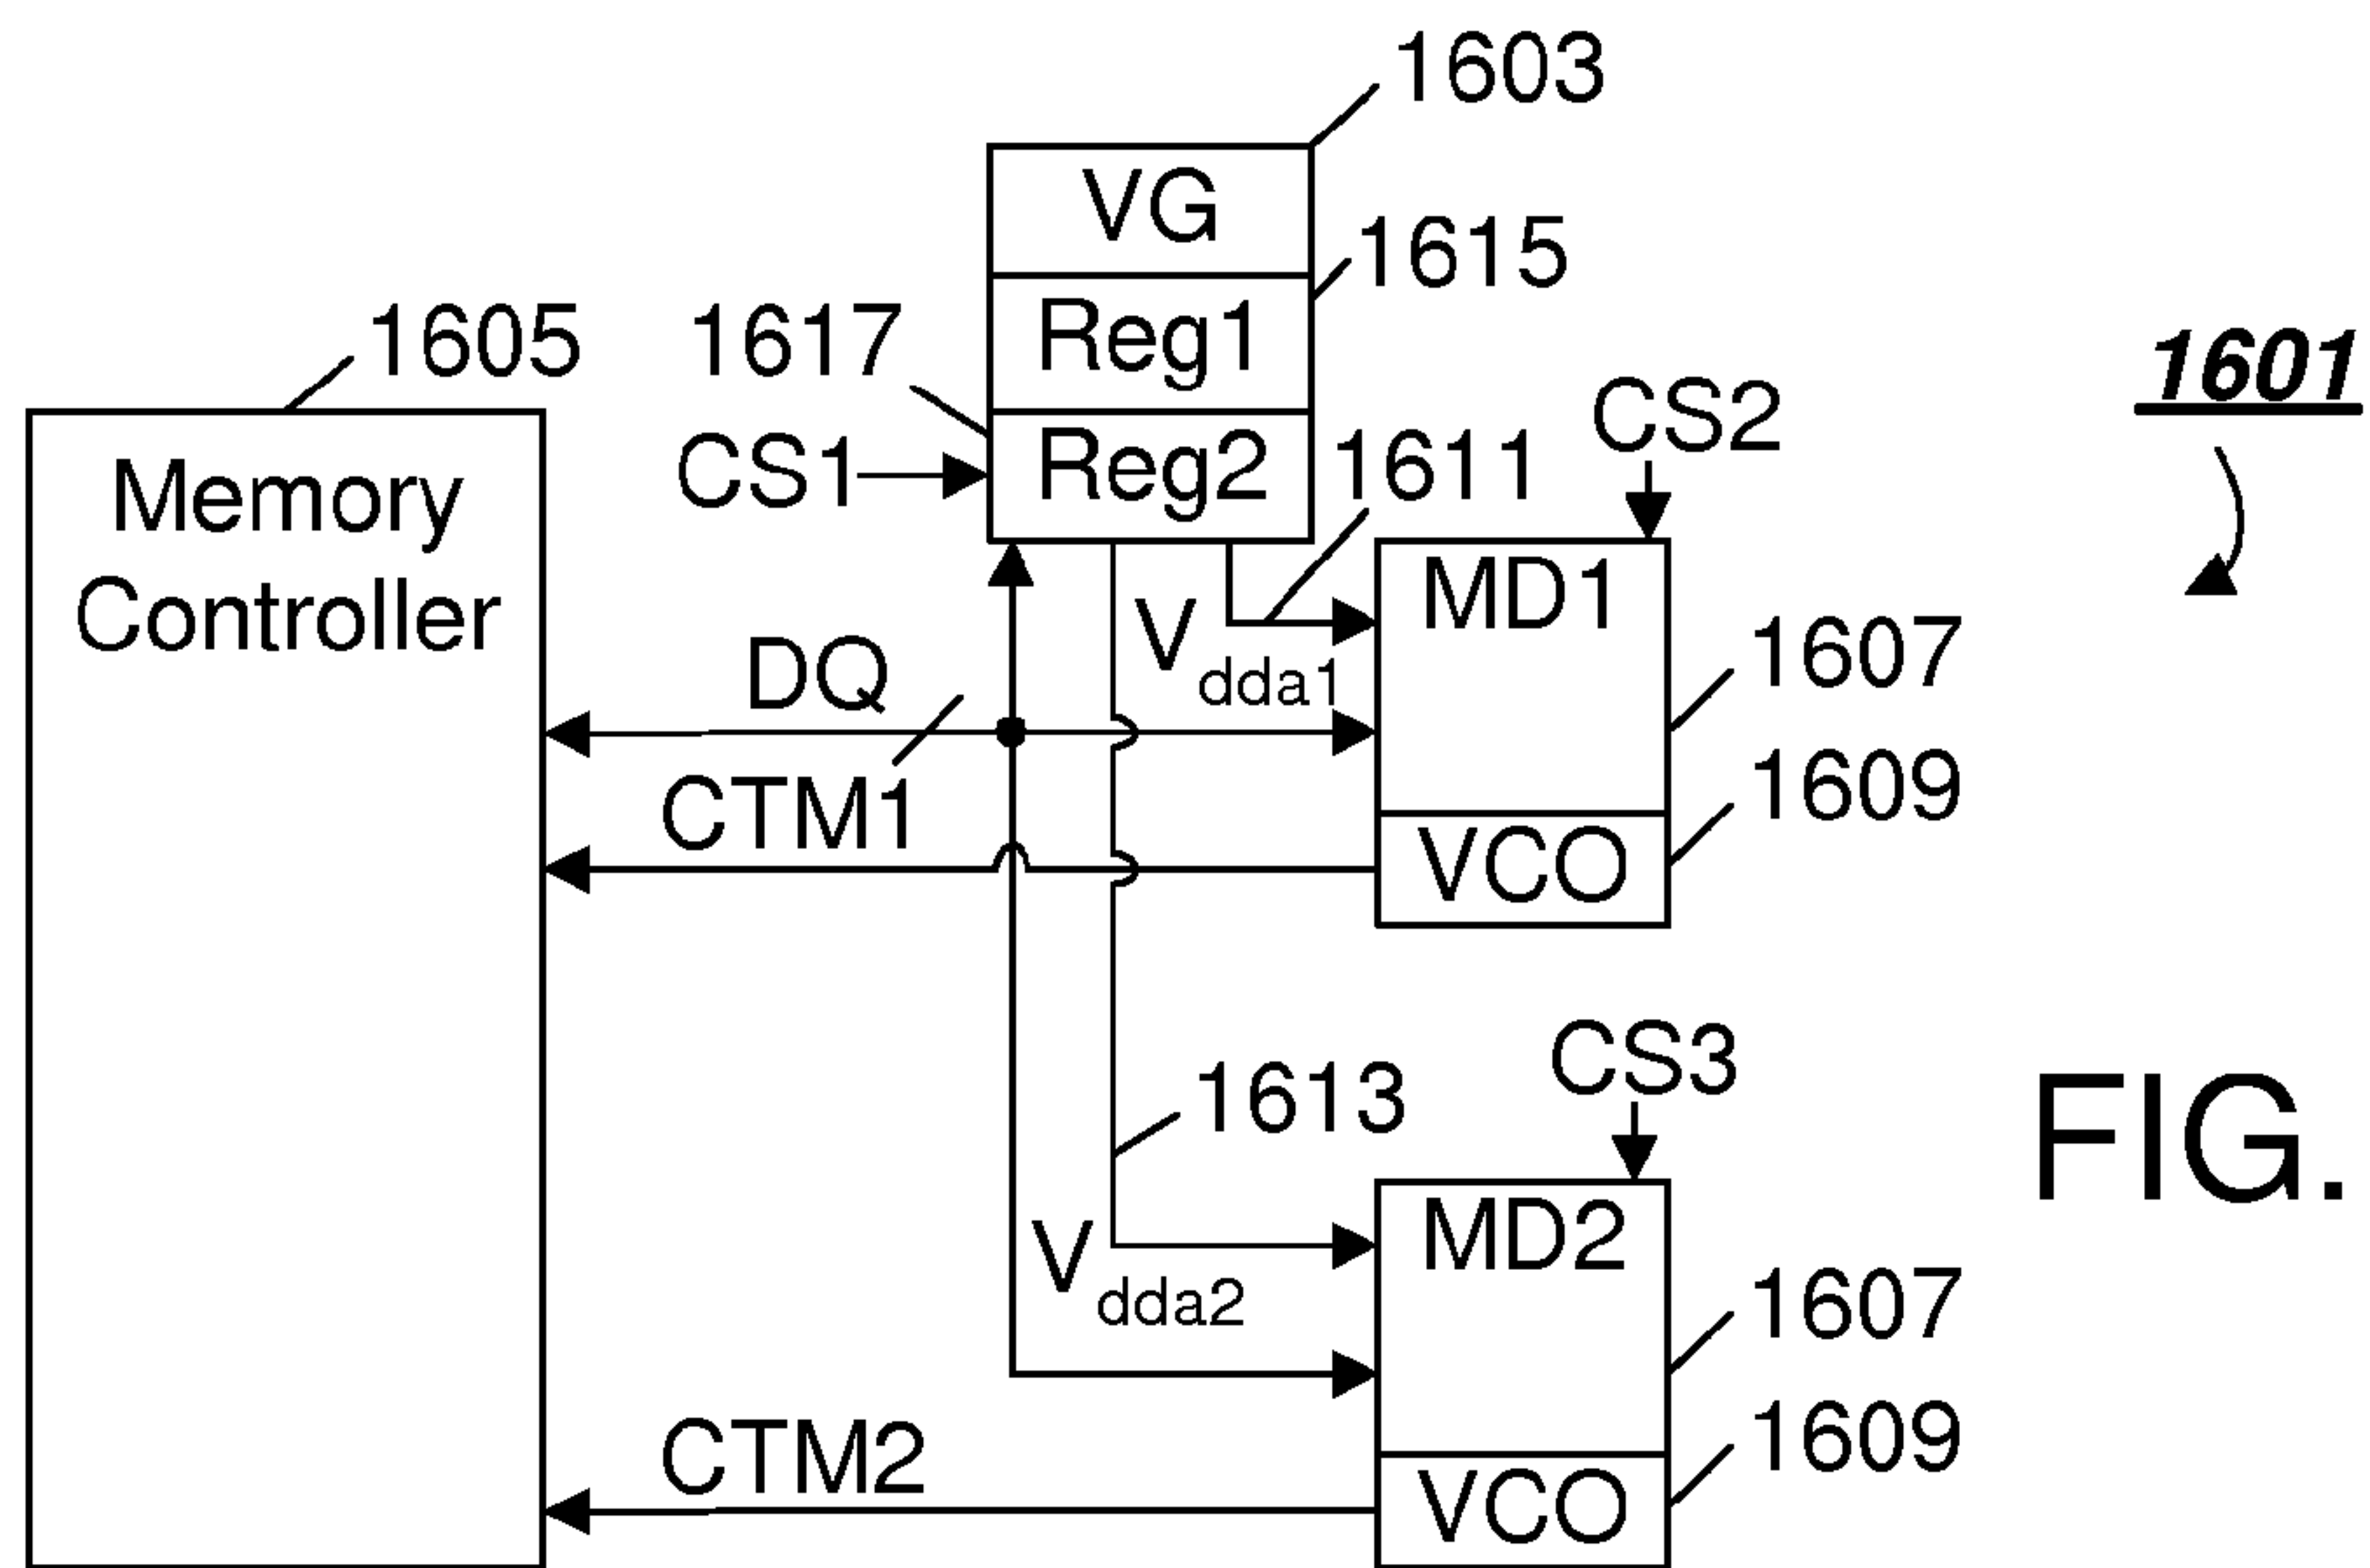 1603
VG
1615
1605
1617
Reg1
1601
CS2
CS1
Reg2
1611
Memory
Controller
MD1
Vdda1
1607
DQ
1609
CTM1
VCO
CS3
1613
FIG.
MD2
Vdda2
1607
1609
CTM2
VCO